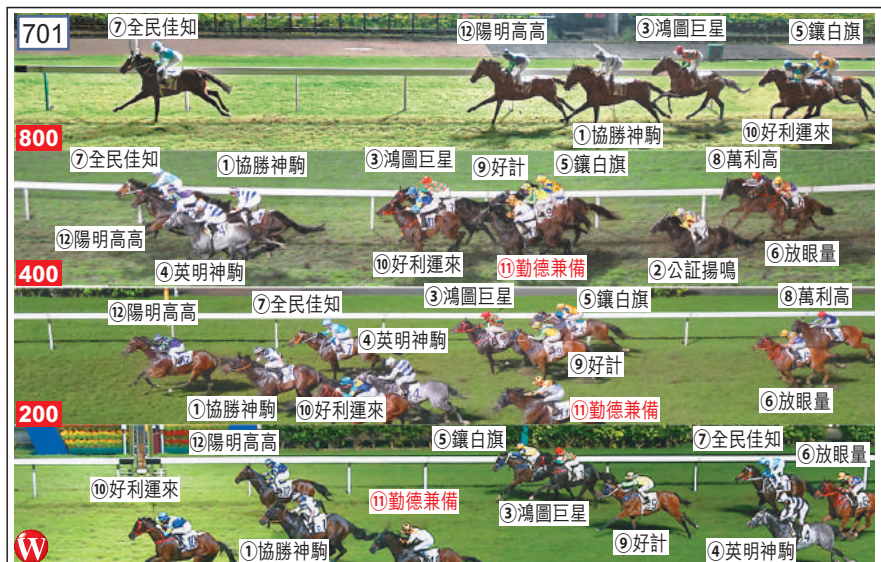 701
⑦全民佳知
⑫陽明高高
③鴻圖巨星
⑤鑲白旗
①協勝神駒
⑩好利運來
800
⑦全民佳知
①協勝神駒
③鴻圖巨星
⑨好計
⑤鑲白旗
⑧萬利高
⑫陽明高高
④英明神駒
⑩好利運來
⑪勤德兼備
②公証揚鳴
⑥放眼量
400
⑫陽明高高
⑦全民佳知
③鴻圖巨星
⑤鑲白旗
⑧萬利高
④英明神駒
⑨好計
①協勝神駒
⑩好利運來
⑪勤德兼備
⑥放眼量
200
⑫陽明高高
⑤鑲白旗
⑦全民佳知
⑥放眼量
⑩好利運來
⑪勤德兼備
③鴻圖巨星
①協勝神駒
⑨好計
④英明神駒
W